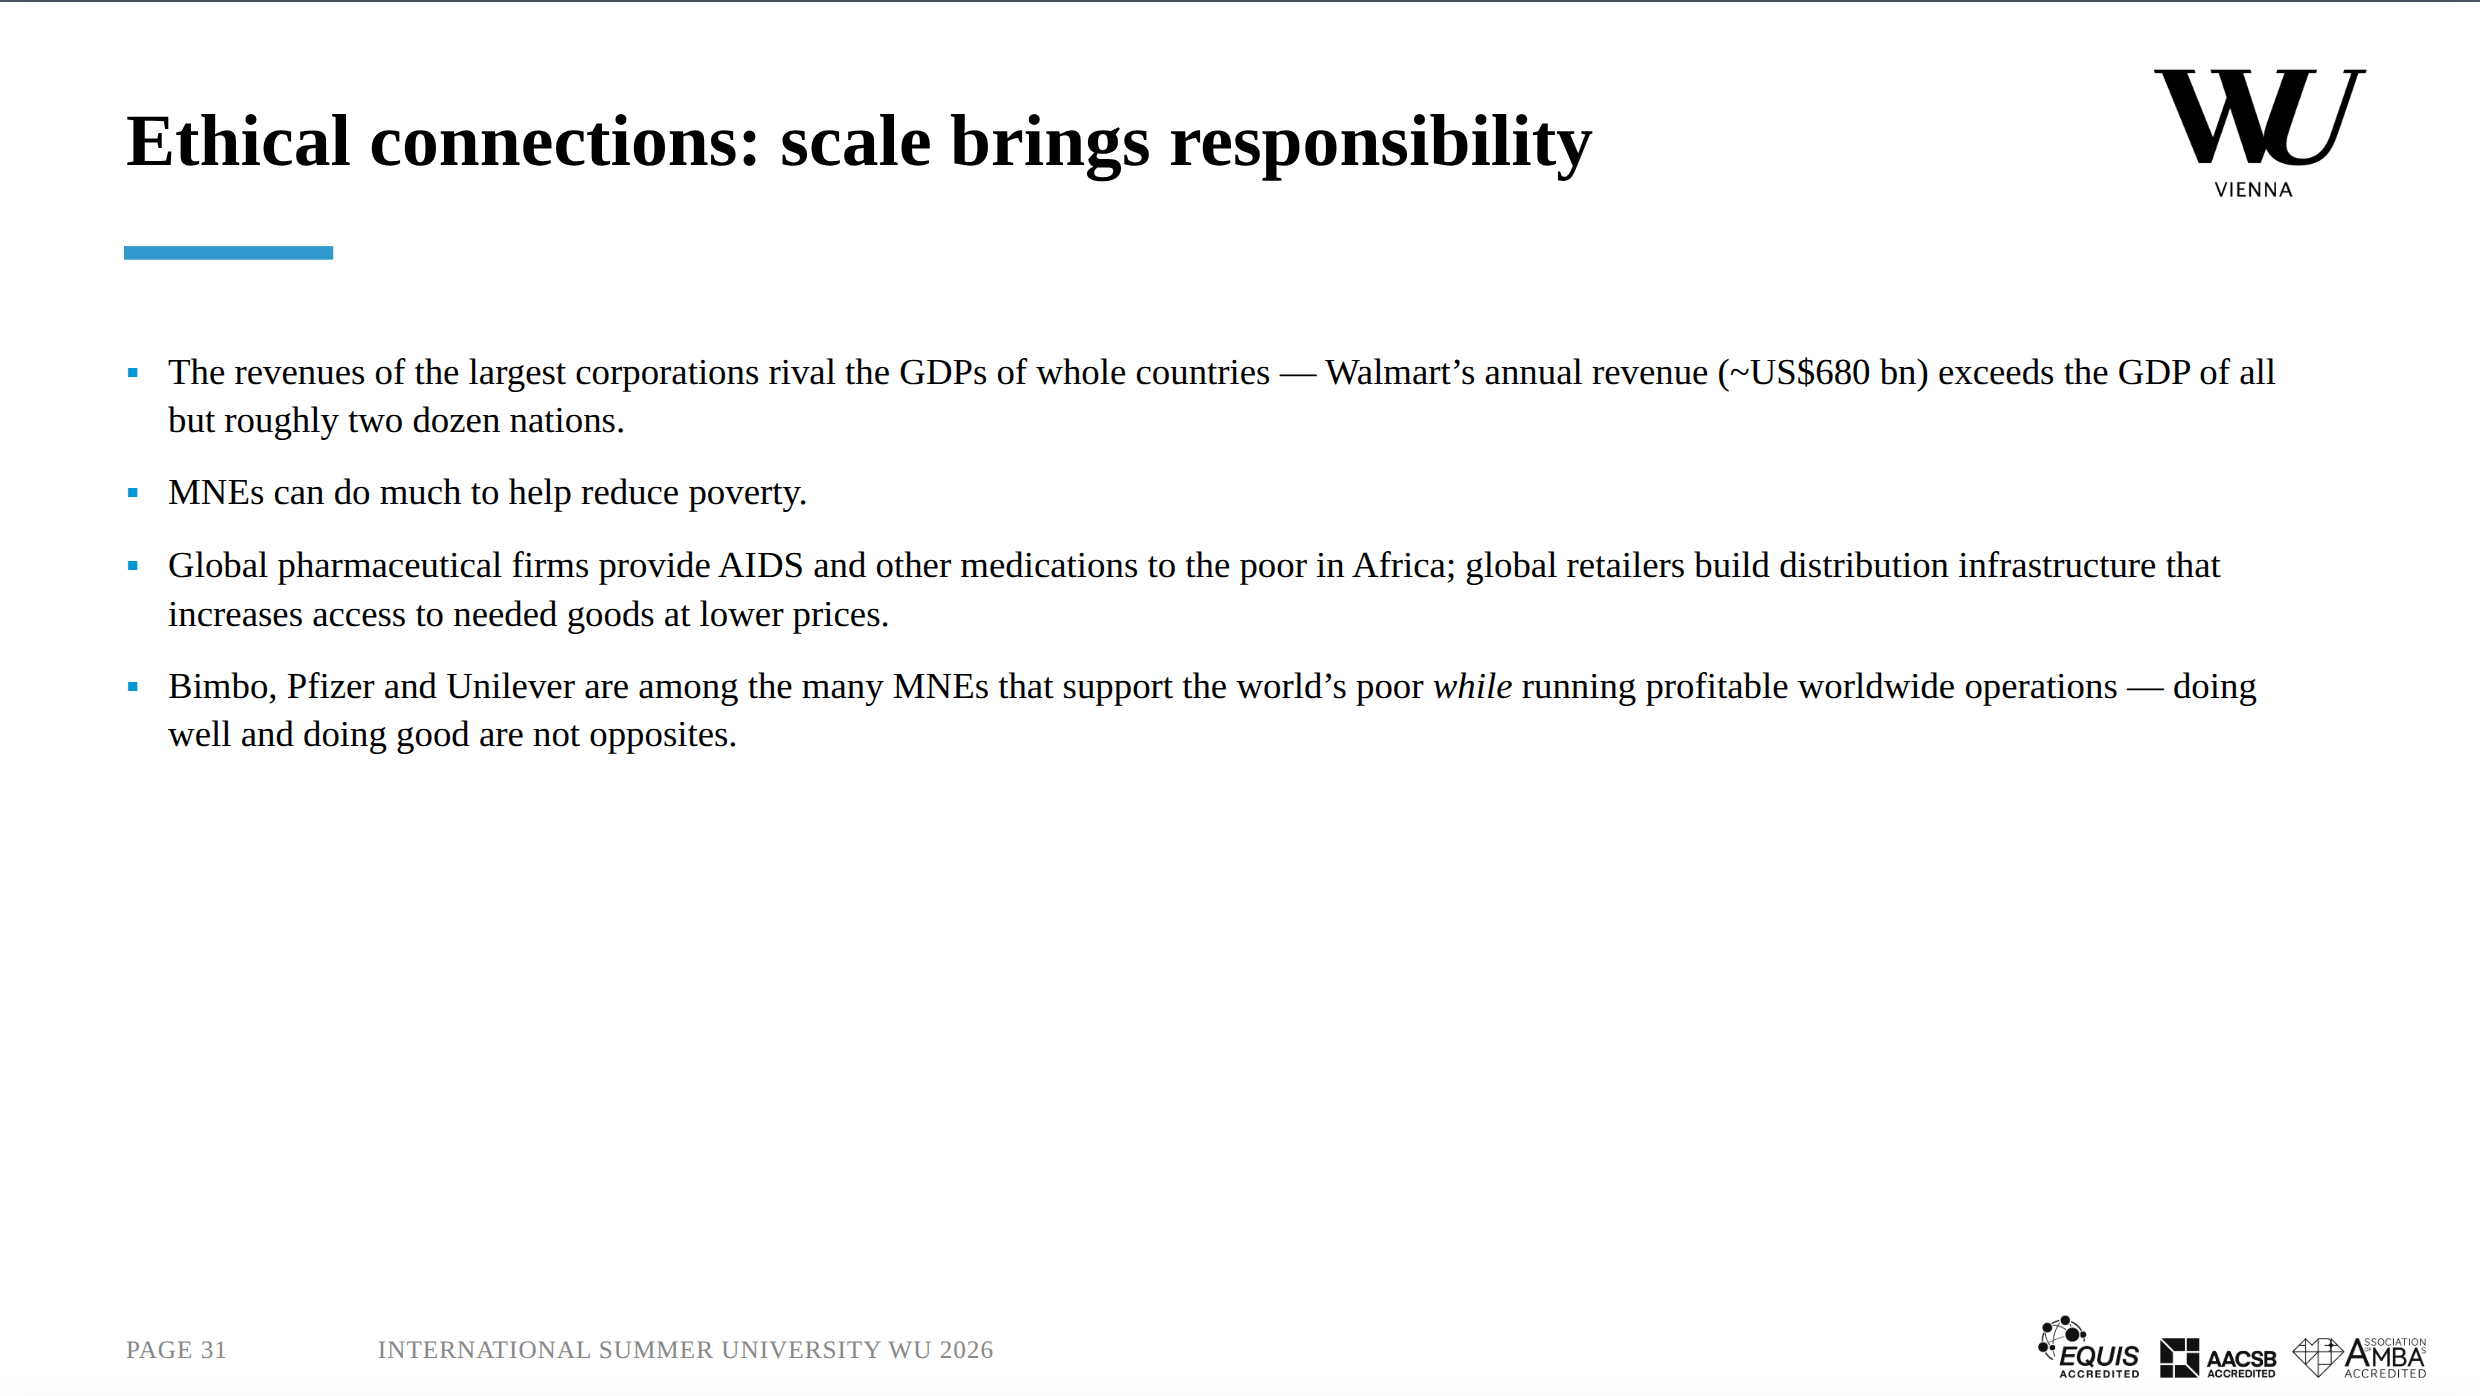 Ethical connections: scale brings responsibility
WU
VIENNA
▪ The revenues of the largest corporations rival the GDPs of whole countries — Walmart’s annual revenue (~US$680 bn) exceeds the GDP of all
but roughly two dozen nations.
▪ MNEs can do much to help reduce poverty.
▪ Global pharmaceutical firms provide AIDS and other medications to the poor in Africa; global retailers build distribution infrastructure that
increases access to needed goods at lower prices.
▪ Bimbo, Pfizer and Unilever are among the many MNEs that support the world’s poor while running profitable worldwide operations — doing
well and doing good are not opposites.
PAGE 31 INTERNATIONAL SUMMER UNIVERSITY WU 2026
EQUIS
ACCREDITED
AACSB
ACCREDITED
ASSOCIATION
OF
AMBAS
ACCREDITED